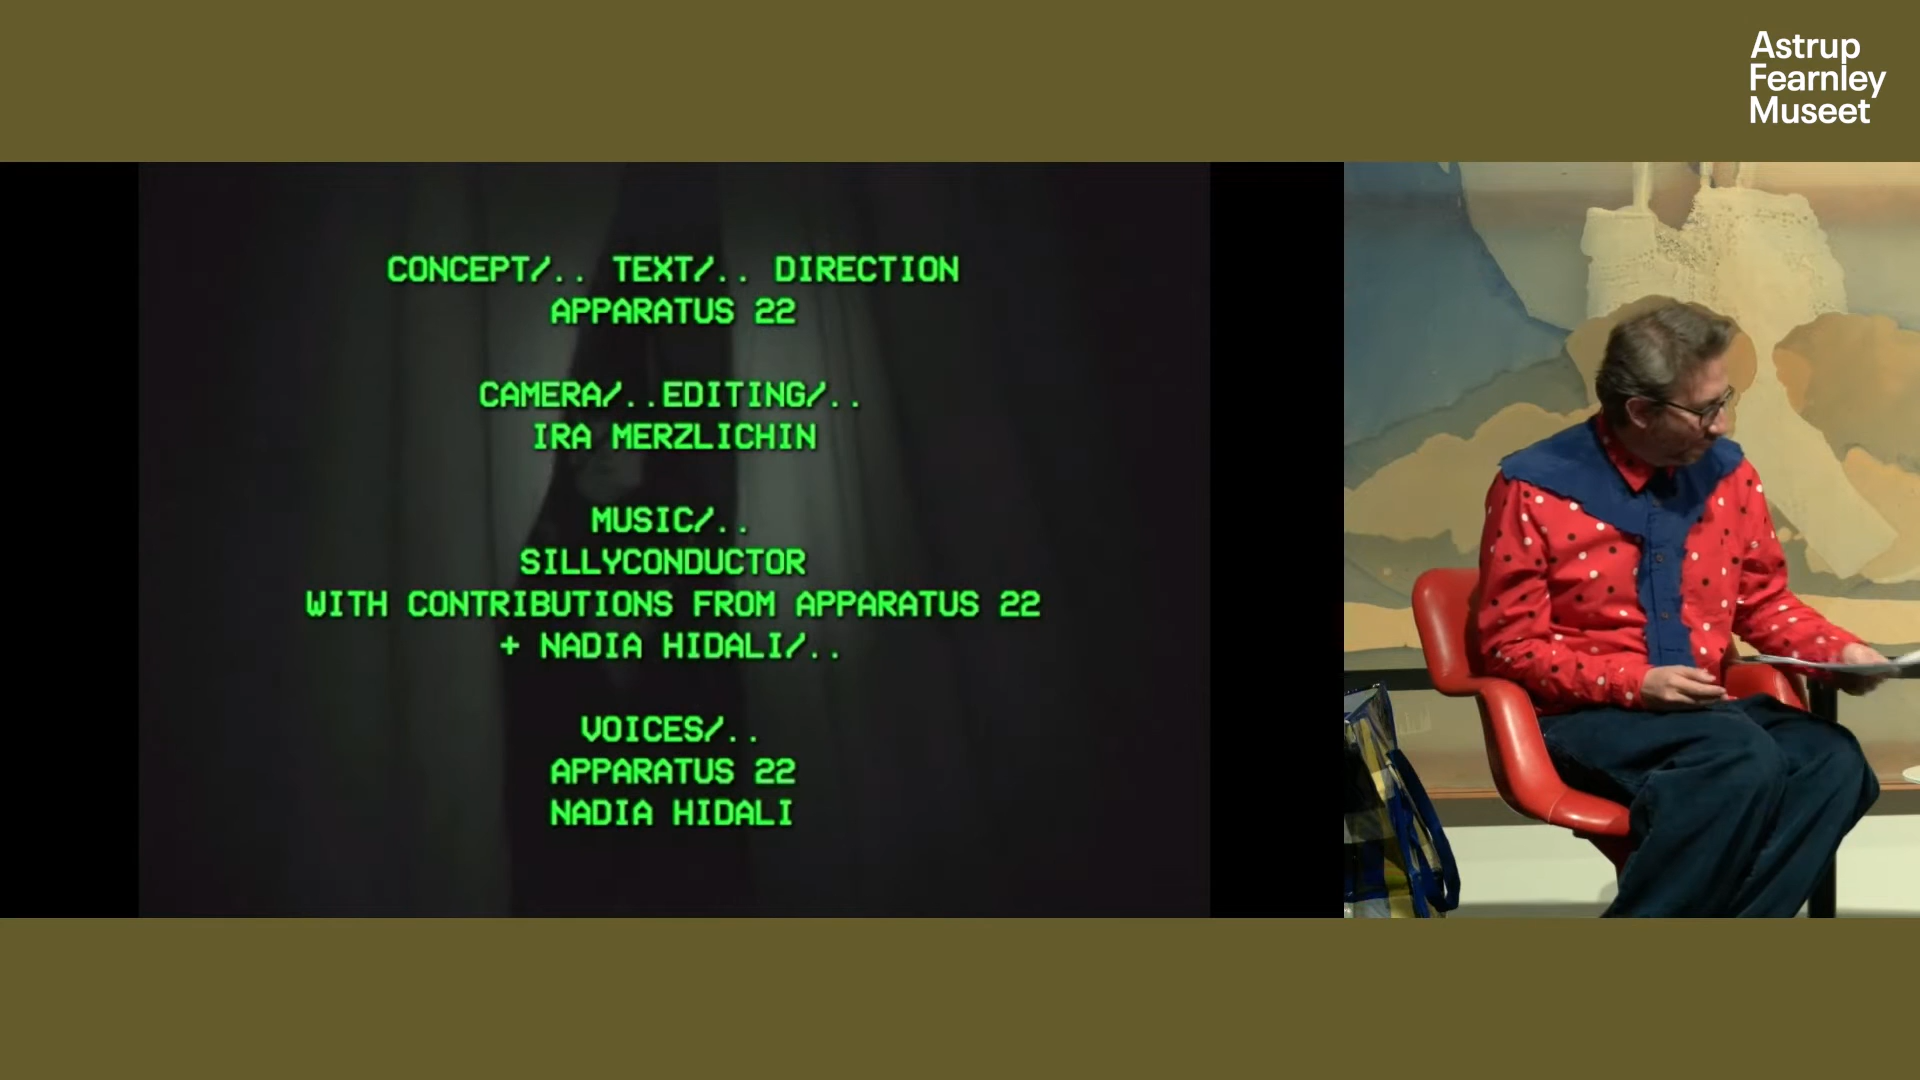 Astrup
Fearnley
Museet
CONCEPT/.. TEXT/.. DIRECTION
APPARATUS 22
CAMERA/..EDITING/..
IRA MERZLICHIN
MUSIC/..
SILLYCONDUCTOR
WITH CONTRIBUTIONS FROM APPARATUS 22
+ NADIA HIDALI/..
VOICES/..
APPARATUS 22
NADIA HIDALI